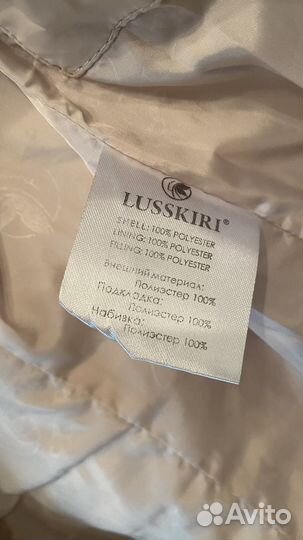 LUSSKIRI®
SHELL: 100% POLYESTER
LINING: 100% POLYESTER
FILLING: 100% POLYESTER
Внешний материал:
Полиэстер 100%
Подкладка:
Полиэстер 100%
Набивка:
Полиэстер 100%
Avito